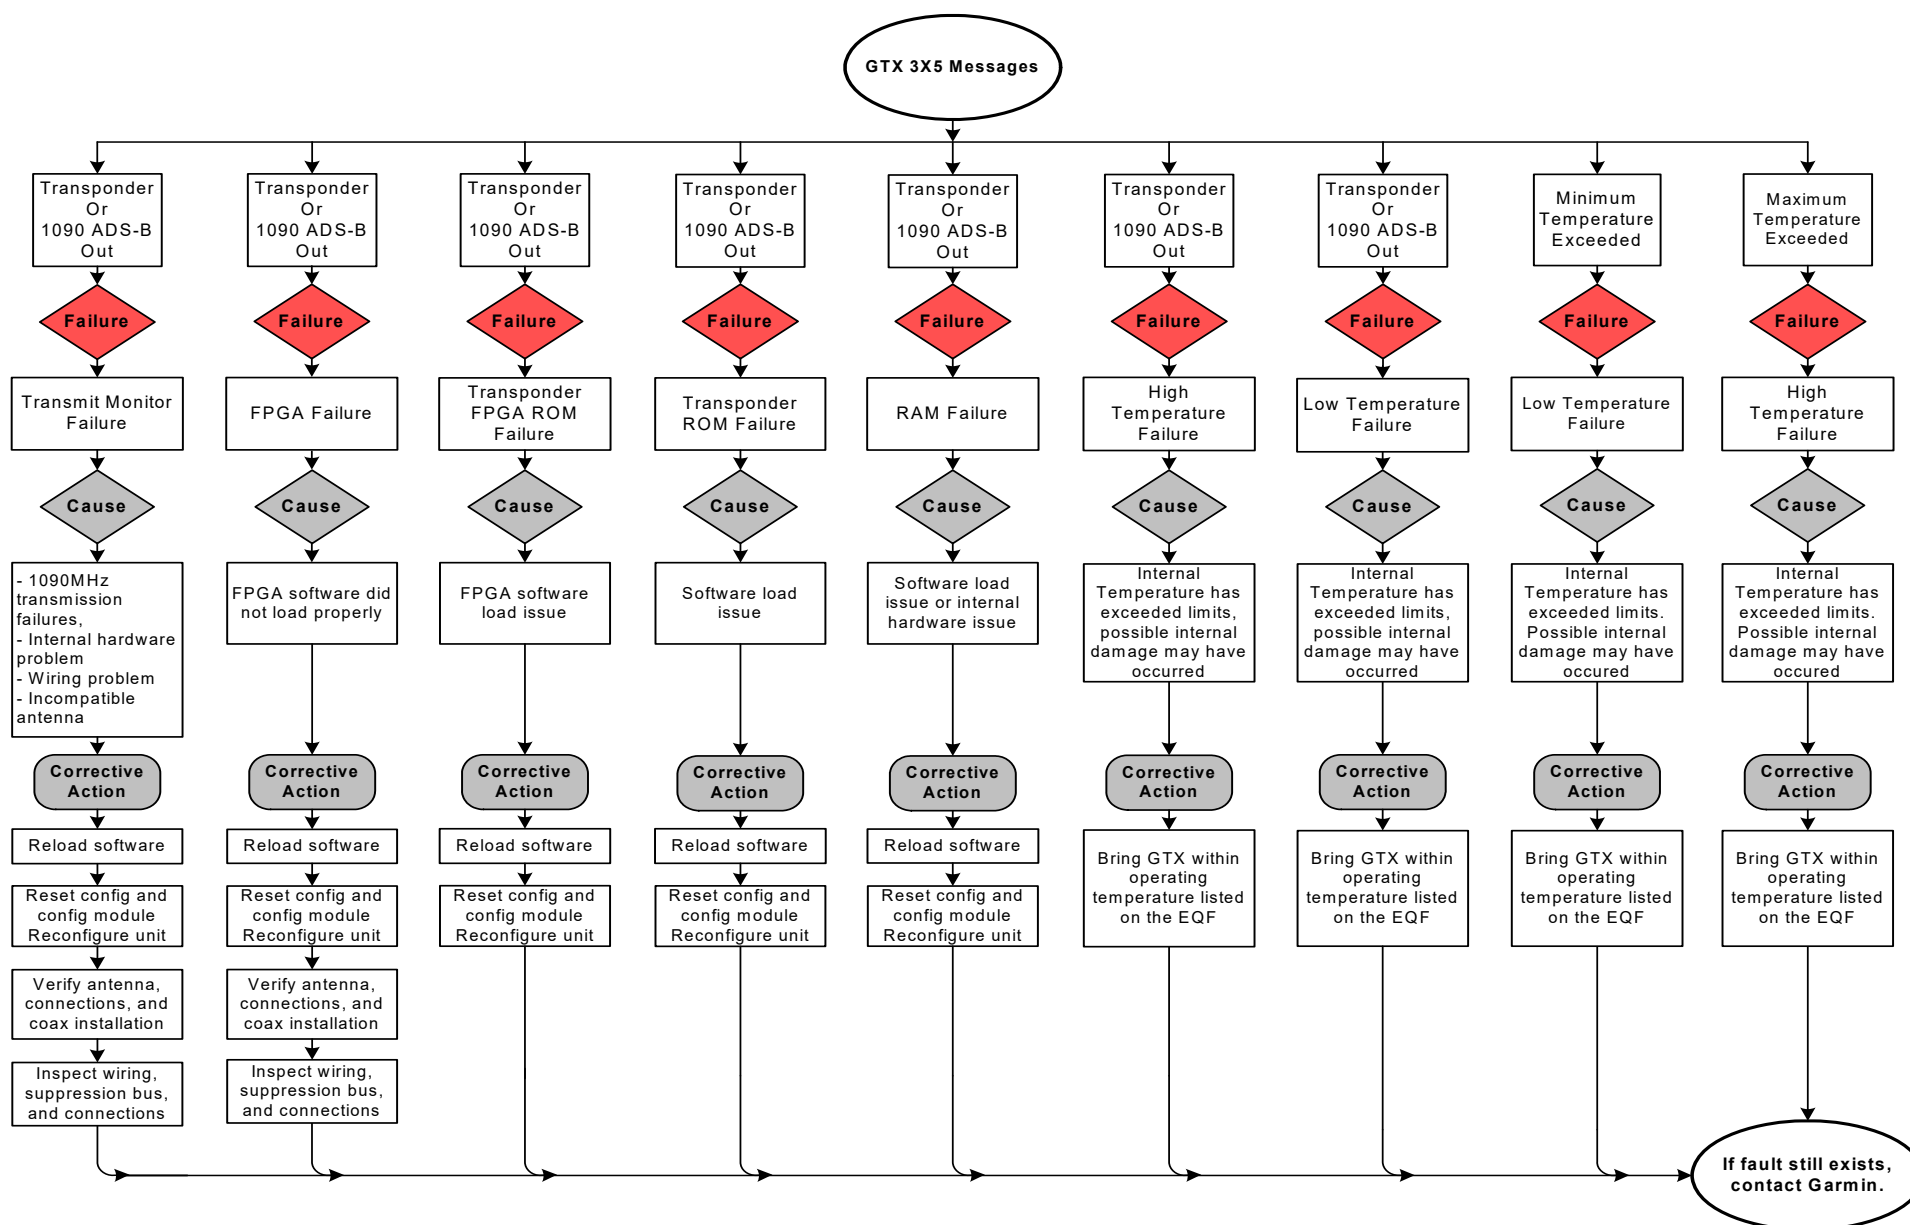 GTX 3X5 Messages
Transponder
Or
1090 ADS-B
Out
Transponder
Or
1090 ADS-B
Out
Transponder
Or
1090 ADS-B
Out
Transponder
Or
1090 ADS-B
Out
Transponder
Or
1090 ADS-B
Out
Transponder
Or
1090 ADS-B
Out
Transponder
Or
1090 ADS-B
Out
Minimum
Temperature
Exceeded
Maximum
Temperature
Exceeded
Failure
Failure
Failure
Failure
Failure
Failure
Failure
Failure
Failure
Transmit Monitor
Failure
FPGA Failure
Transponder
FPGA ROM
Failure
Transponder
ROM Failure
RAM Failure
High
Temperature
Failure
Low Temperature
Failure
Low Temperature
Failure
High
Temperature
Failure
Cause
Cause
Cause
Cause
Cause
Cause
Cause
Cause
Cause
- 1090MHz
transmission
failures,
- Internal hardware
problem
- Wiring problem
- Incompatible
antenna
FPGA software did
not load properly
FPGA software
load issue
Software load
issue
Software load
issue or internal
hardware issue
Internal
Temperature has
exceeded limits,
possible internal
damage may have
occurred
Internal
Temperature has
exceeded limits,
possible internal
damage may have
occurred
Internal
Temperature has
exceeded limits.
Possible internal
damage may have
occured
Internal
Temperature has
exceeded limits.
Possible internal
damage may have
occured
Corrective
Action
Corrective
Action
Corrective
Action
Corrective
Action
Corrective
Action
Corrective
Action
Corrective
Action
Corrective
Action
Corrective
Action
Reload software
Reload software
Reload software
Reload software
Reload software
Bring GTX within
operating
temperature listed
on the EQF
Bring GTX within
operating
temperature listed
on the EQF
Bring GTX within
operating
temperature listed
on the EQF
Bring GTX within
operating
temperature listed
on the EQF
Reset config and
config module
Reconfigure unit
Reset config and
config module
Reconfigure unit
Reset config and
config module
Reconfigure unit
Reset config and
config module
Reconfigure unit
Reset config and
config module
Reconfigure unit
Verify antenna,
connections, and
coax installation
Verify antenna,
connections, and
coax installation
Inspect wiring,
suppression bus,
and connections
Inspect wiring,
suppression bus,
and connections
If fault still exists,
contact Garmin.